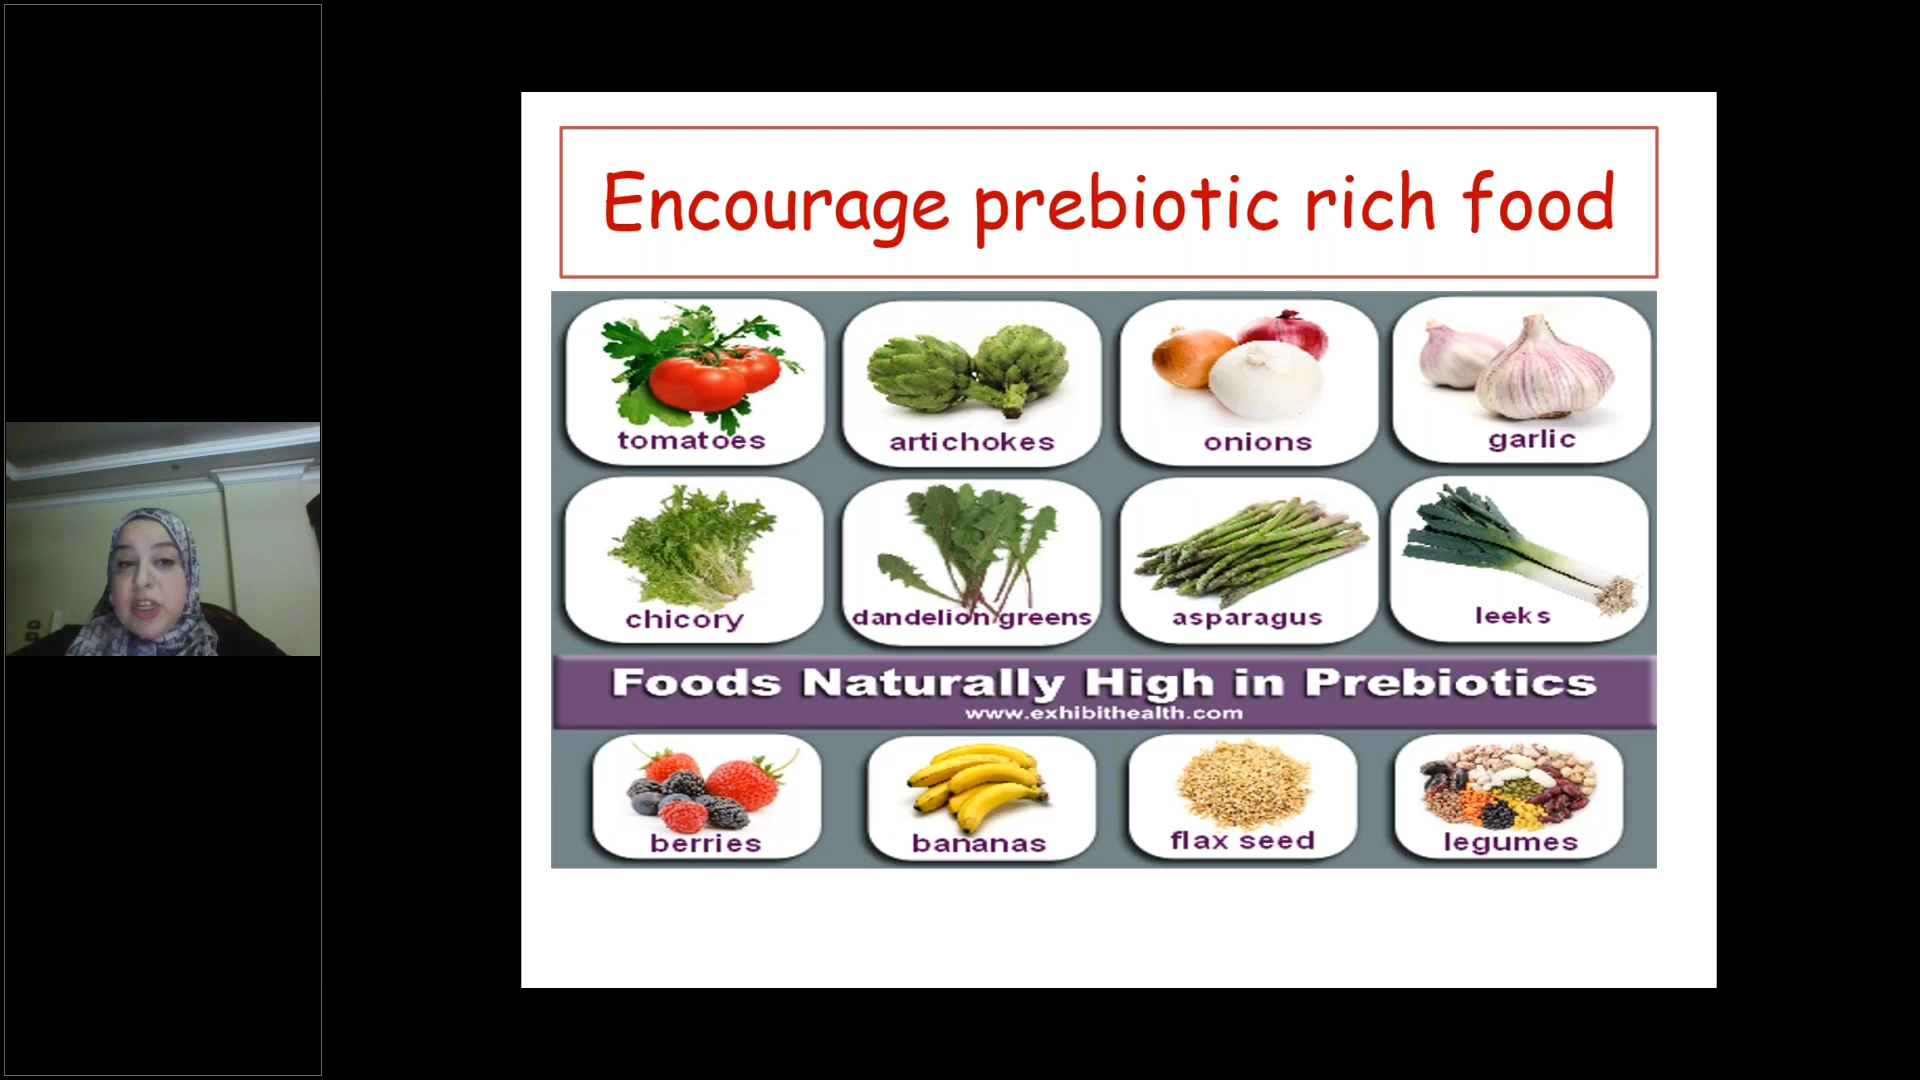 Encourage prebiotic rich food
tomatoes
artichokes
onions
garlic
chicory
dandelion greens
asparagus
leeks
Foods Naturally High in Prebiotics
www.exhibithealth.com
berries
bananas
flax seed
legumes